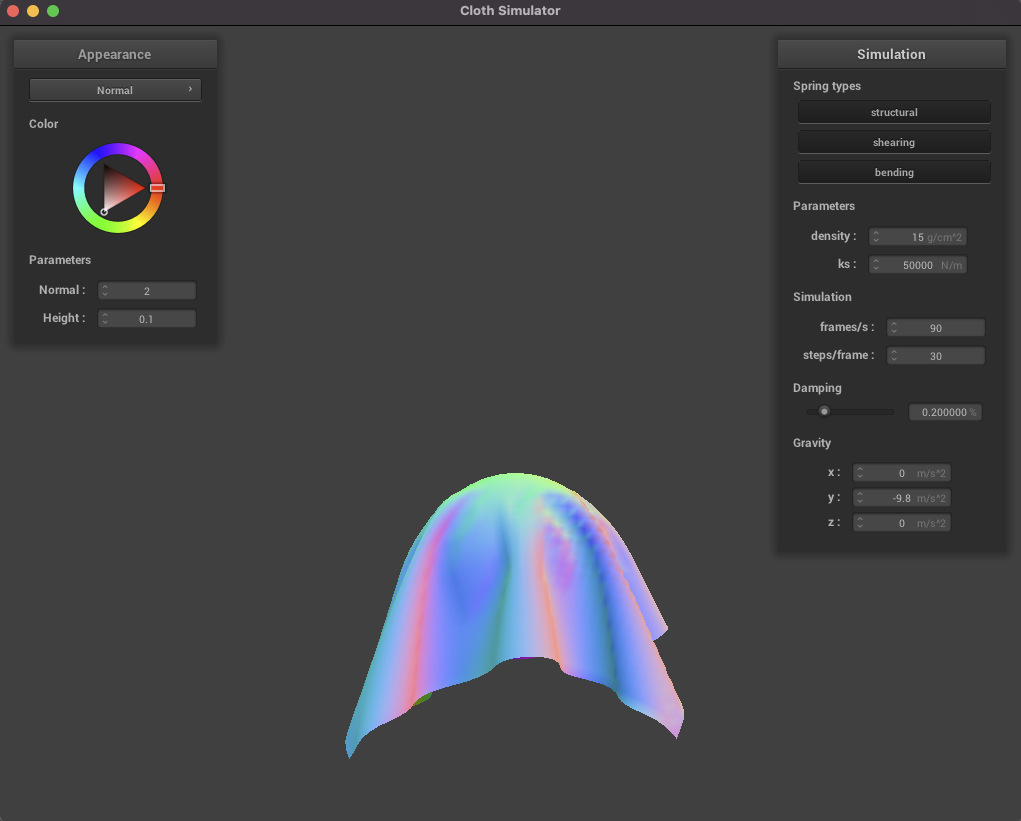 Cloth Simulator
Appearance
Normal
Color
Parameters
Normal : 2
Height : 0.1
Simulation
Spring types
structural
shearing
bending
Parameters
density : 15 g/cm^2
ks : 50000 N/m
Simulation
frames/s : 90
steps/frame : 30
Damping
0.200000 %
Gravity
x : 0 m/s^2
y : -9.8 m/s^2
z : 0 m/s^2